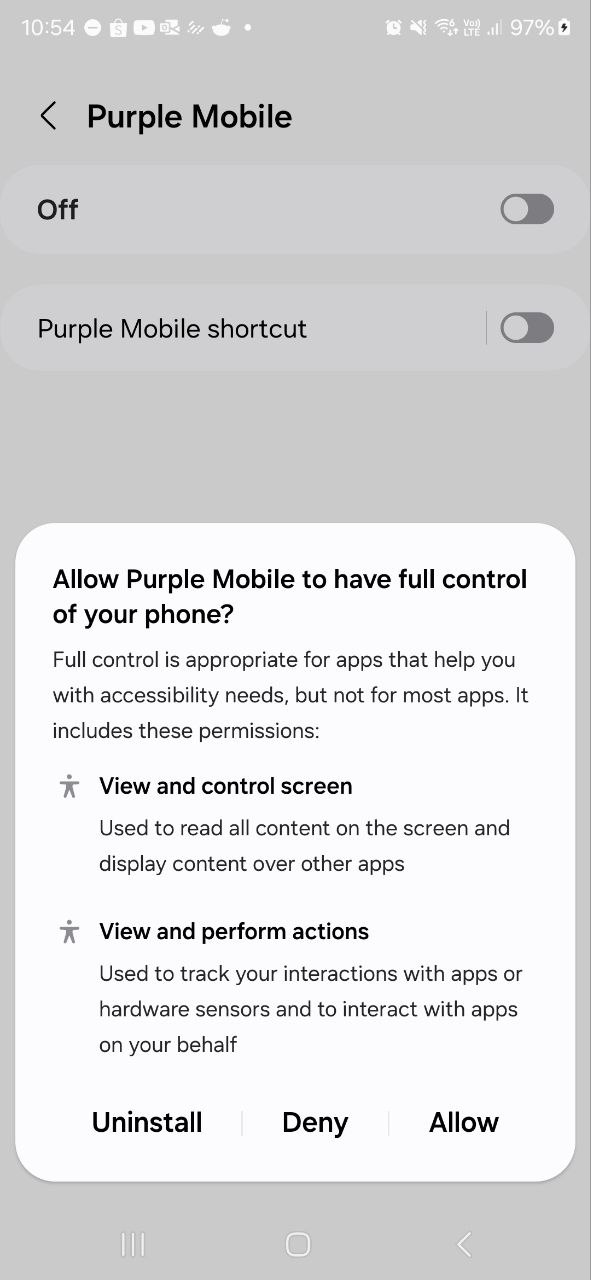 10:54
Vo))
LTE
97%
Purple Mobile
Off
Purple Mobile shortcut
Allow Purple Mobile to have full control
of your phone?
Full control is appropriate for apps that help you
with accessibility needs, but not for most apps. It
includes these permissions:
View and control screen
Used to read all content on the screen and
display content over other apps
View and perform actions
Used to track your interactions with apps or
hardware sensors and to interact with apps
on your behalf
Uninstall Deny Allow